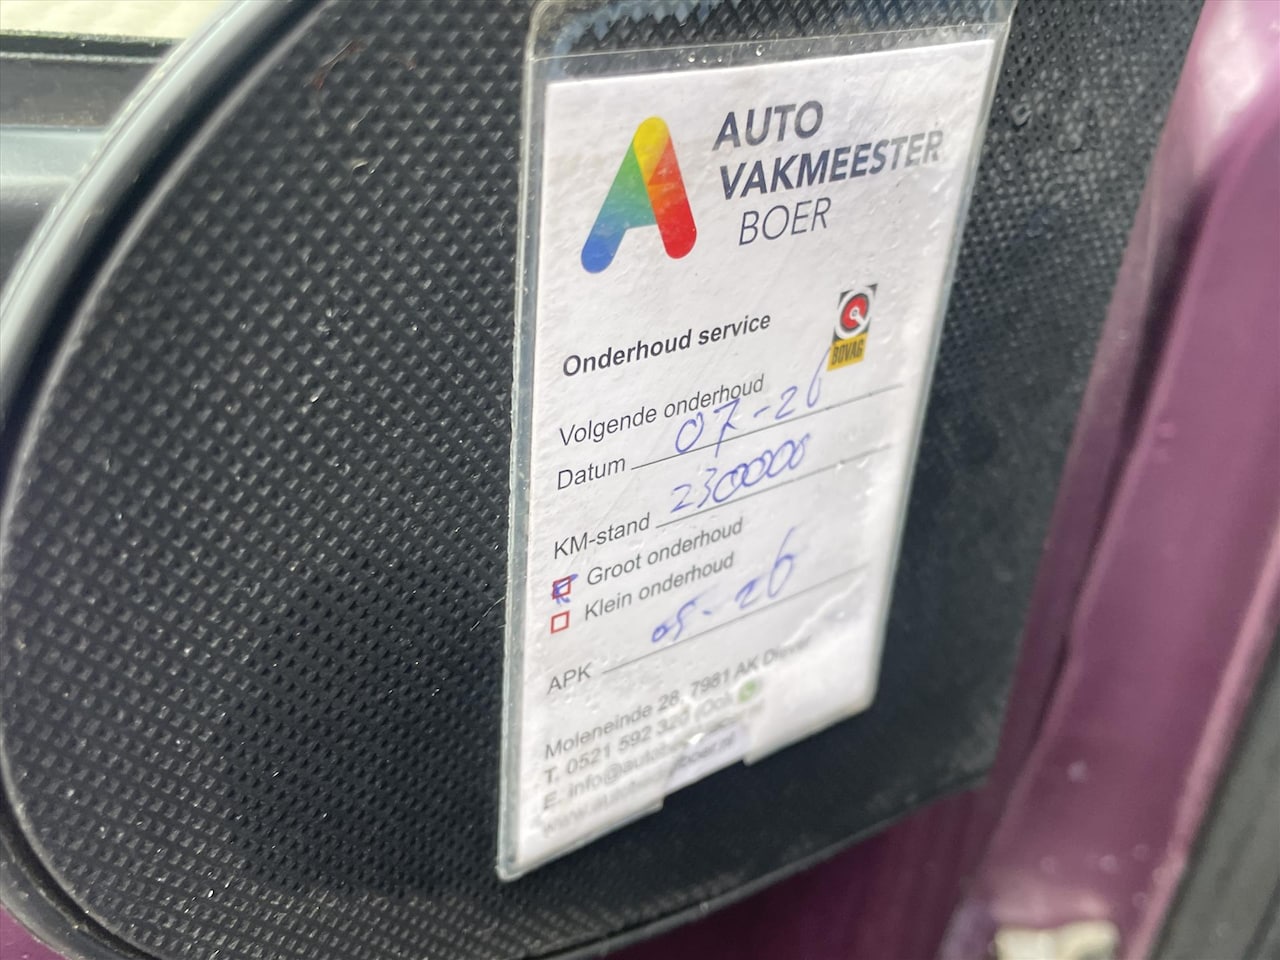 AUTO
VAKMEESTER
BOER
Onderhoud service
BOVAG
Volgende onderhoud
Datum 07-26
KM-stand 230000
Groot onderhoud
Klein onderhoud
APK 05-26
Moleneinde 28, 7981 AK Diever
T. 0521 592 320 (Ook
E.